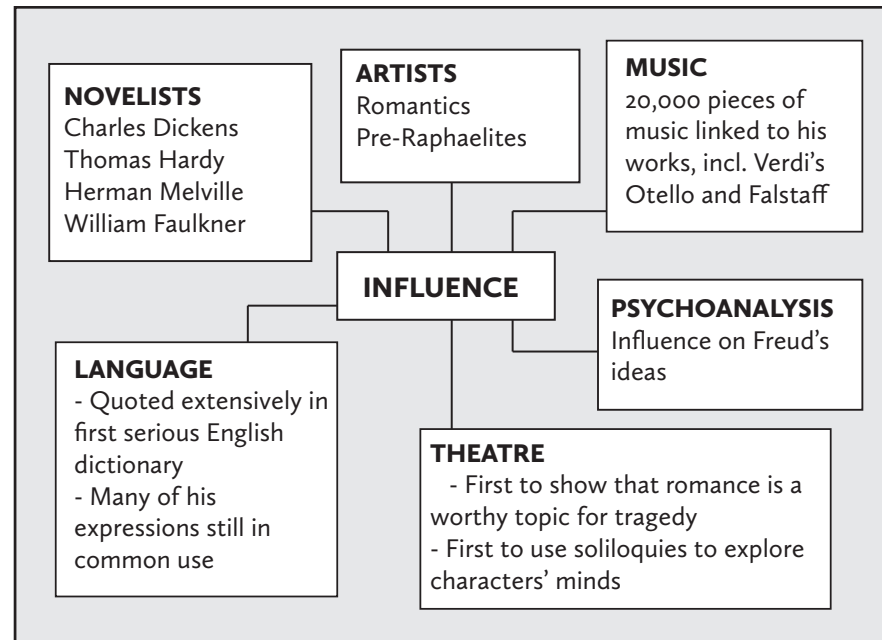 NOVELISTS
Charles Dickens
Thomas Hardy
Herman Melville
William Faulkner
ARTISTS
Romantics
Pre-Raphaelites
MUSIC
20,000 pieces of
music linked to his
works, incl. Verdi's
Otello and Falstaff
INFLUENCE
PSYCHOANALYSIS
Influence on Freud's
ideas
LANGUAGE
- Quoted extensively in
first serious English
dictionary
- Many of his
expressions still in
common use
THEATRE
- First to show that romance is a
worthy topic for tragedy
- First to use soliloquies to explore
characters' minds